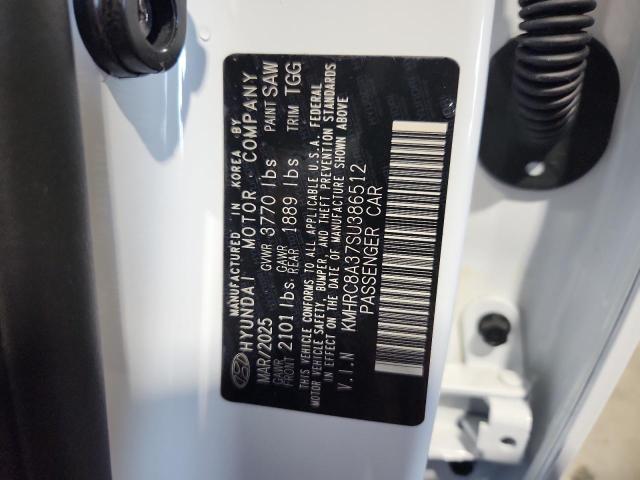 MANUFACTURED IN KOREA BY
HYUNDAI MOTOR COMPANY
MAR/2025 GVWR 3770 lbs PAINT SAW
GAWR FRONT 2101 lbs. GAWR REAR 1889 lbs TRIM TGG
THIS VEHICLE CONFORMS TO ALL APPLICABLE U.S.A. FEDERAL
MOTOR VEHICLE SAFETY, BUMPER, AND THEFT PREVENTION STANDARDS
IN EFFECT ON THE DATE OF MANUFACTURE SHOWN ABOVE
V.I.N KMHRC8A37SU386512
PASSENGER CAR